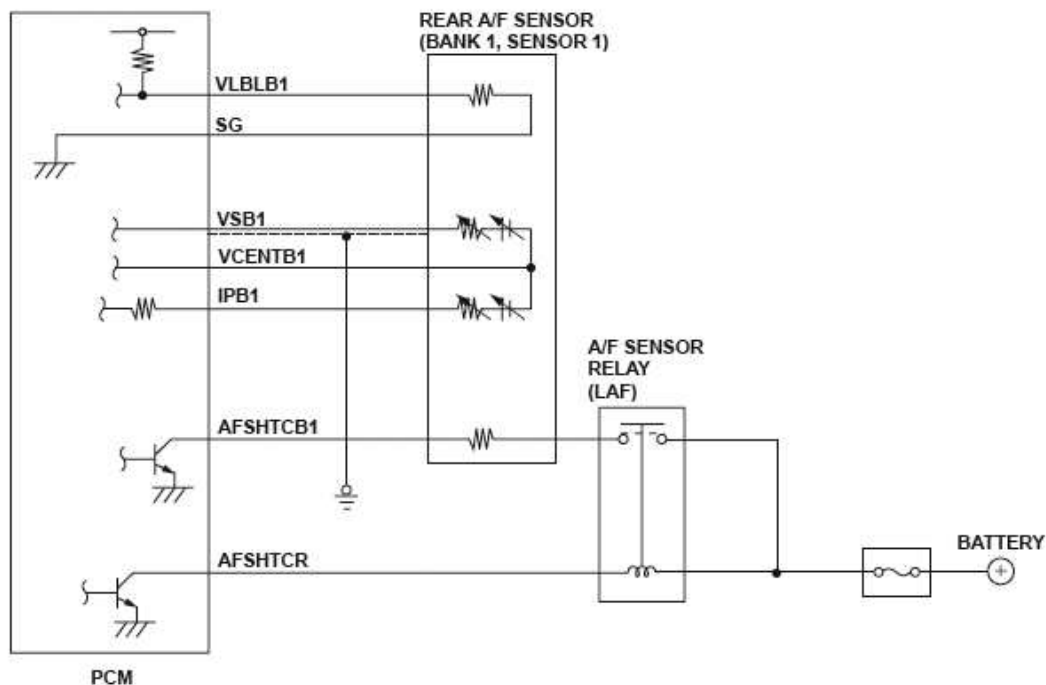 REAR A/F SENSOR
(BANK 1, SENSOR 1)
VLBLB1
SG
VSB1
VCENTB1
IPB1
A/F SENSOR
RELAY
(LAF)
AFSHTCB1
AFSHTCR
BATTERY
PCM